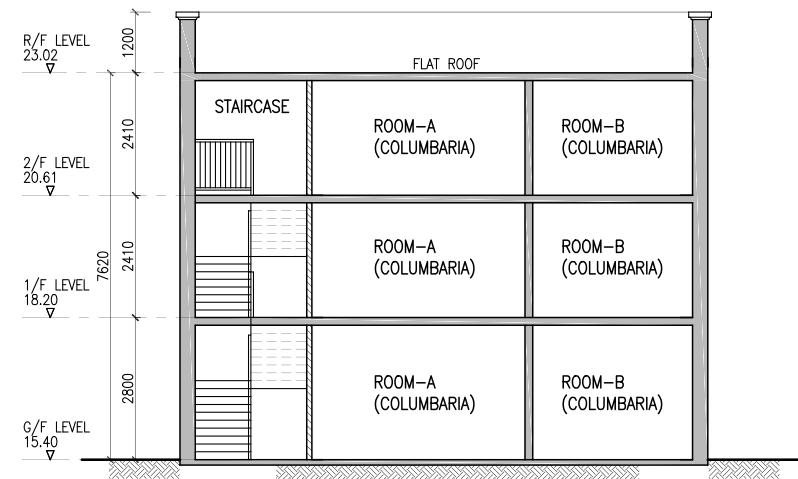 R/F LEVEL
23.02
1200
FLAT ROOF
STAIRCASE
ROOM-A
(COLUMBARIA)
ROOM-B
(COLUMBARIA)
2410
2/F LEVEL
20.61
ROOM-A
(COLUMBARIA)
ROOM-B
(COLUMBARIA)
2410
7620
1/F LEVEL
18.20
ROOM-A
(COLUMBARIA)
ROOM-B
(COLUMBARIA)
2800
G/F LEVEL
15.40